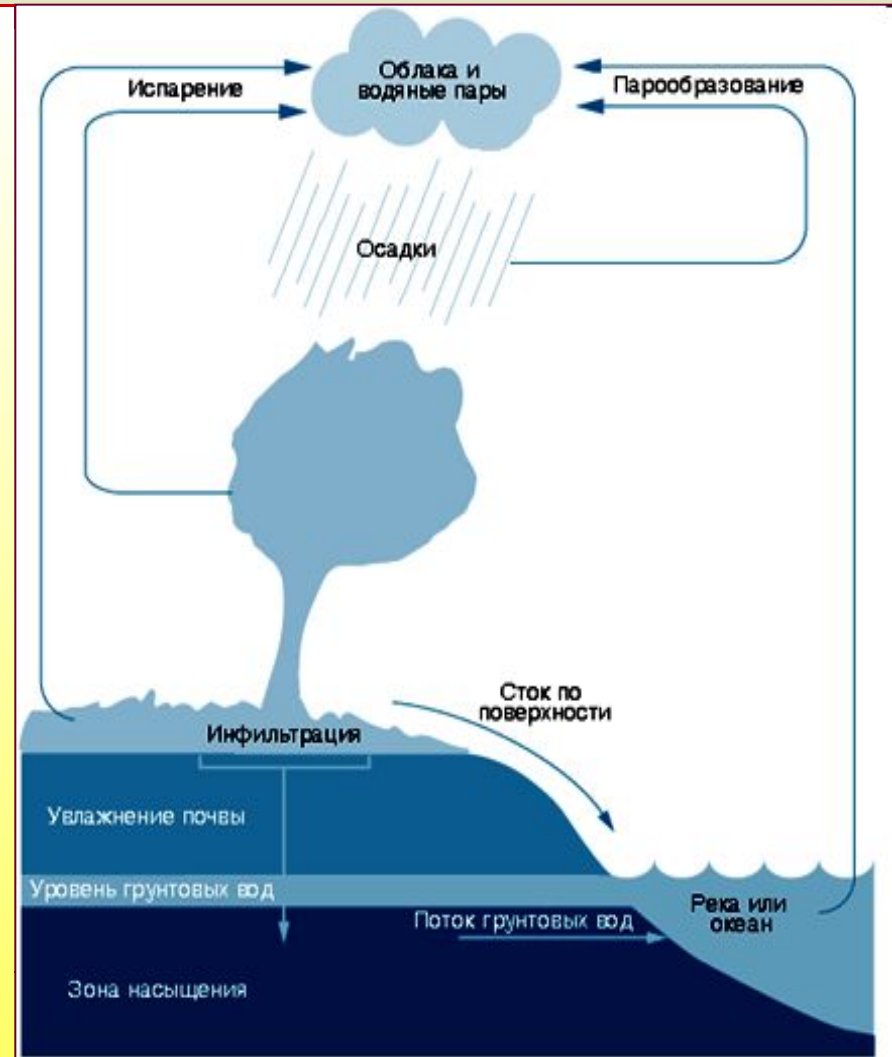 Облака и
водяные пары
Испарение
Парообразование
Осадки
Сток по
поверхности
Инфильтрация
Увлажнение почвы
Уровень грунтовых вод
Река или
океан
Поток грунтовых вод
Зона насыщения